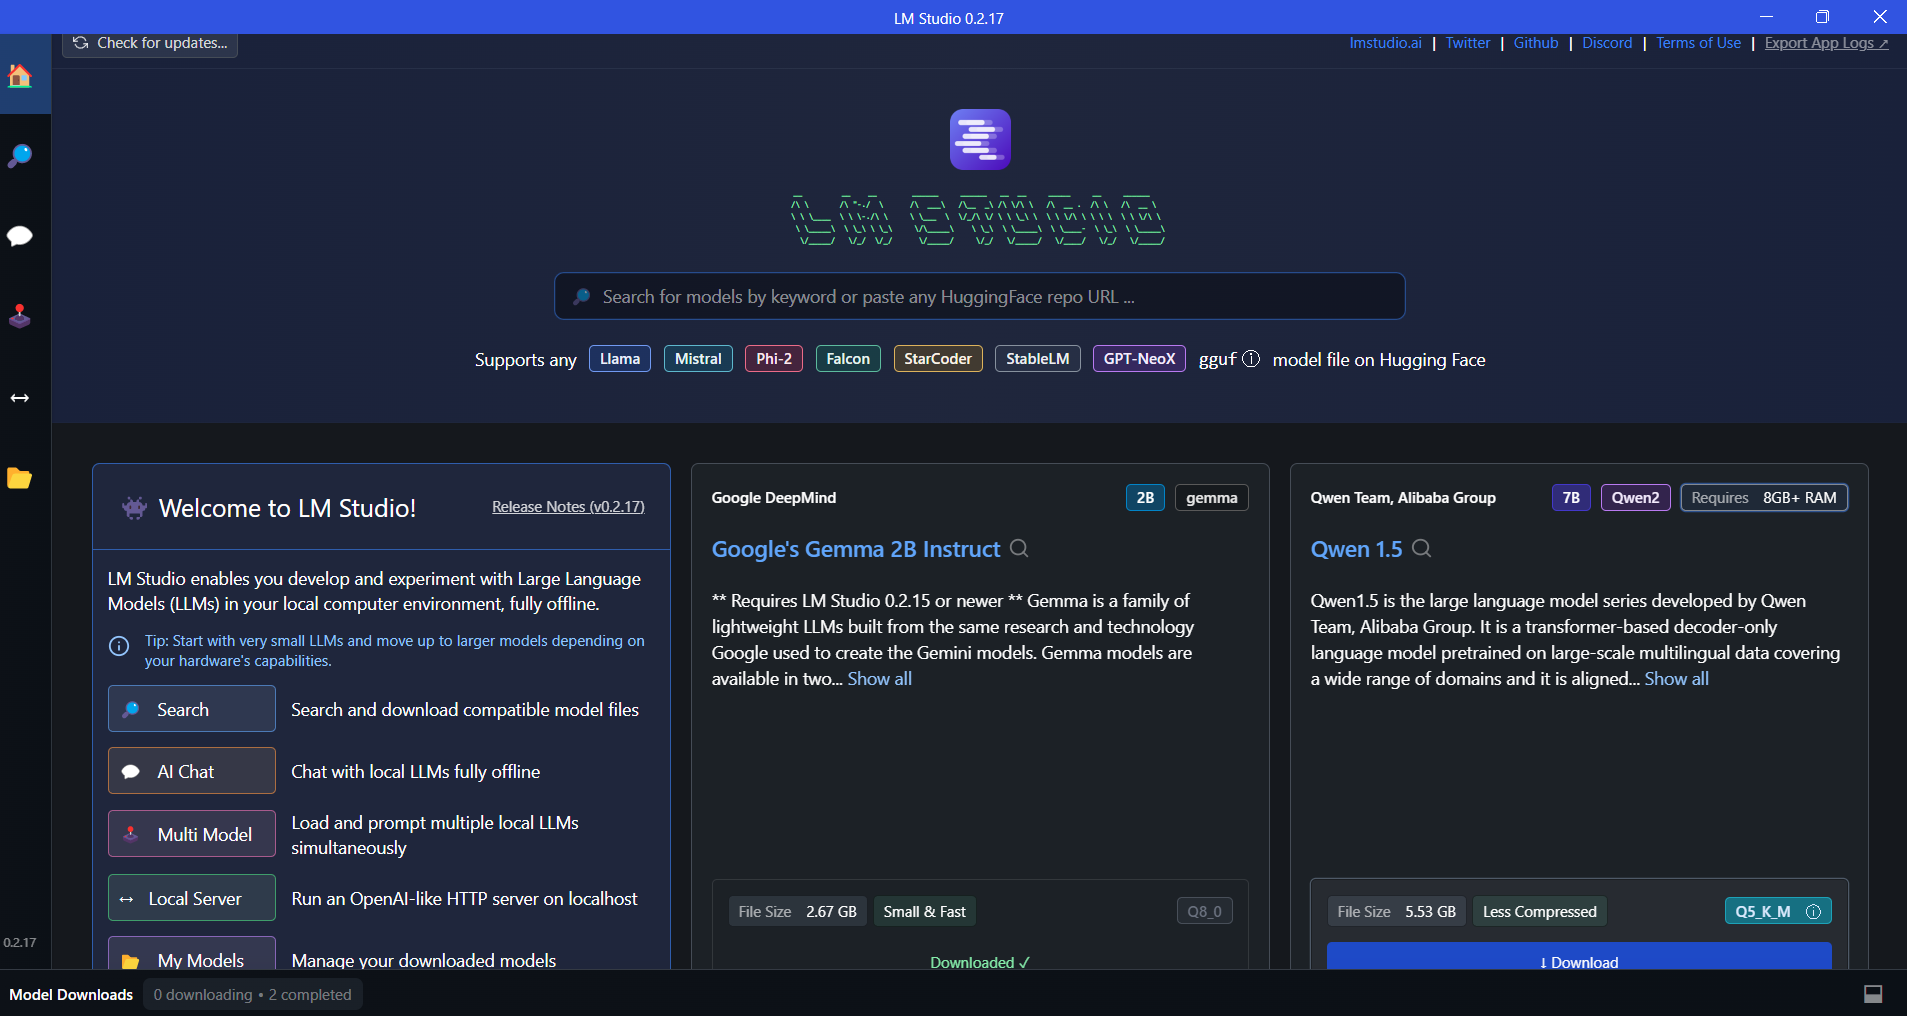 LM Studio 0.2.17
Check for updates...
lmstudio.ai | Twitter | Github | Discord | Terms of Use | Export App Logs ↗
LM STUDIO
Search for models by keyword or paste any HuggingFace repo URL ...
Supports any Llama Mistral Phi-2 Falcon StarCoder StableLM GPT-NeoX gguf ⓘ model file on Hugging Face
Welcome to LM Studio! Release Notes (v0.2.17)
LM Studio enables you develop and experiment with Large Language
Models (LLMs) in your local computer environment, fully offline.
Tip: Start with very small LLMs and move up to larger models depending on
your hardware's capabilities.
Search Search and download compatible model files
AI Chat Chat with local LLMs fully offline
Multi Model Load and prompt multiple local LLMs
simultaneously
↔ Local Server Run an OpenAI-like HTTP server on localhost
My Models Manage your downloaded models
Google DeepMind 2B gemma
Google's Gemma 2B Instruct
** Requires LM Studio 0.2.15 or newer ** Gemma is a family of
lightweight LLMs built from the same research and technology
Google used to create the Gemini models. Gemma models are
available in two... Show all
File Size 2.67 GB Small & Fast Q8_0
Downloaded ✓
Qwen Team, Alibaba Group 7B Qwen2 Requires 8GB+ RAM
Qwen 1.5
Qwen1.5 is the large language model series developed by Qwen
Team, Alibaba Group. It is a transformer-based decoder-only
language model pretrained on large-scale multilingual data covering
a wide range of domains and it is aligned... Show all
File Size 5.53 GB Less Compressed Q5_K_M ⓘ
↓ Download
0.2.17
Model Downloads 0 downloading • 2 completed